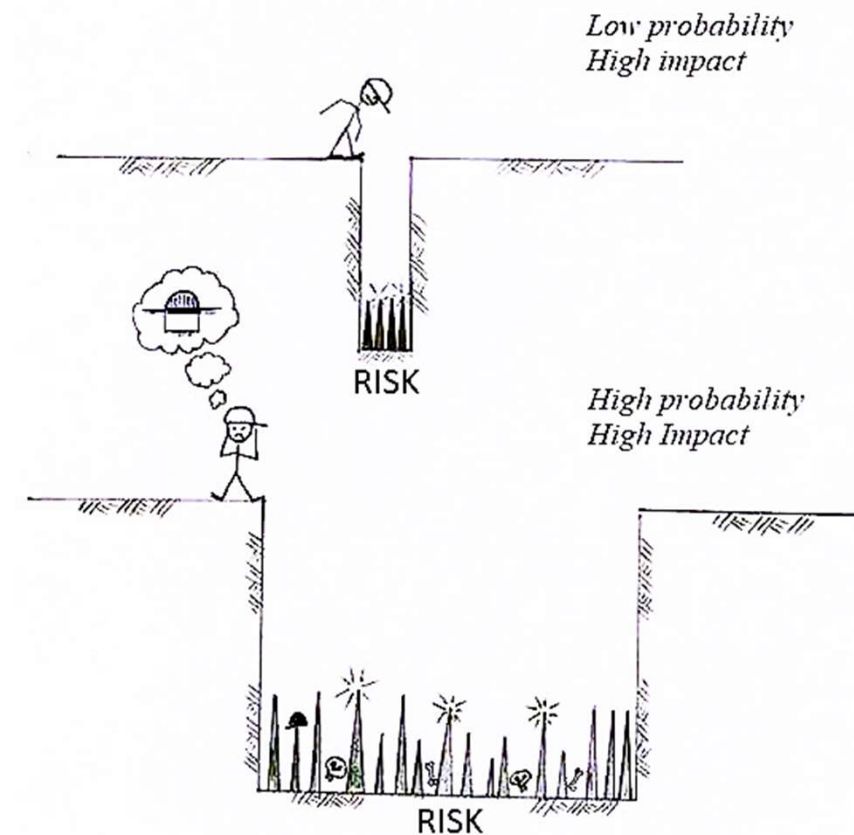 Low probability
High impact
RISK
High probability
High Impact
RISK